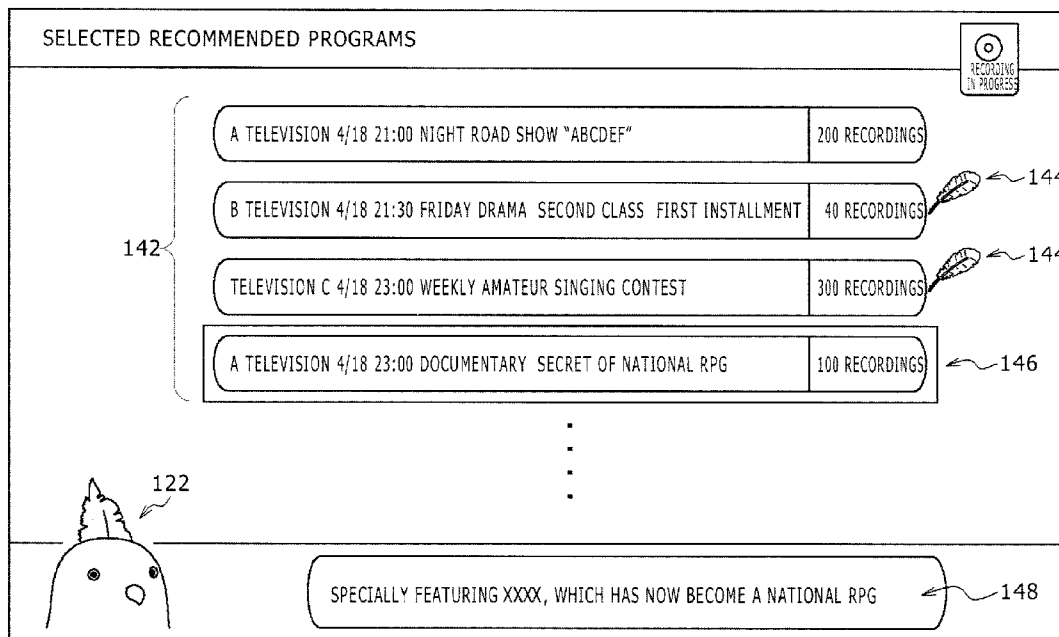 SELECTED RECOMMENDED PROGRAMS
RECORDING
IN PROGRESS
A TELEVISION 4/18 21:00 NIGHT ROAD SHOW "ABCDEF" 200 RECORDINGS
144
B TELEVISION 4/18 21:30 FRIDAY DRAMA SECOND CLASS FIRST INSTALLMENT 40 RECORDINGS
142
144
TELEVISION C 4/18 23:00 WEEKLY AMATEUR SINGING CONTEST 300 RECORDINGS
A TELEVISION 4/18 23:00 DOCUMENTARY SECRET OF NATIONAL RPG 100 RECORDINGS
146
122
SPECIALLY FEATURING XXXX, WHICH HAS NOW BECOME A NATIONAL RPG
148